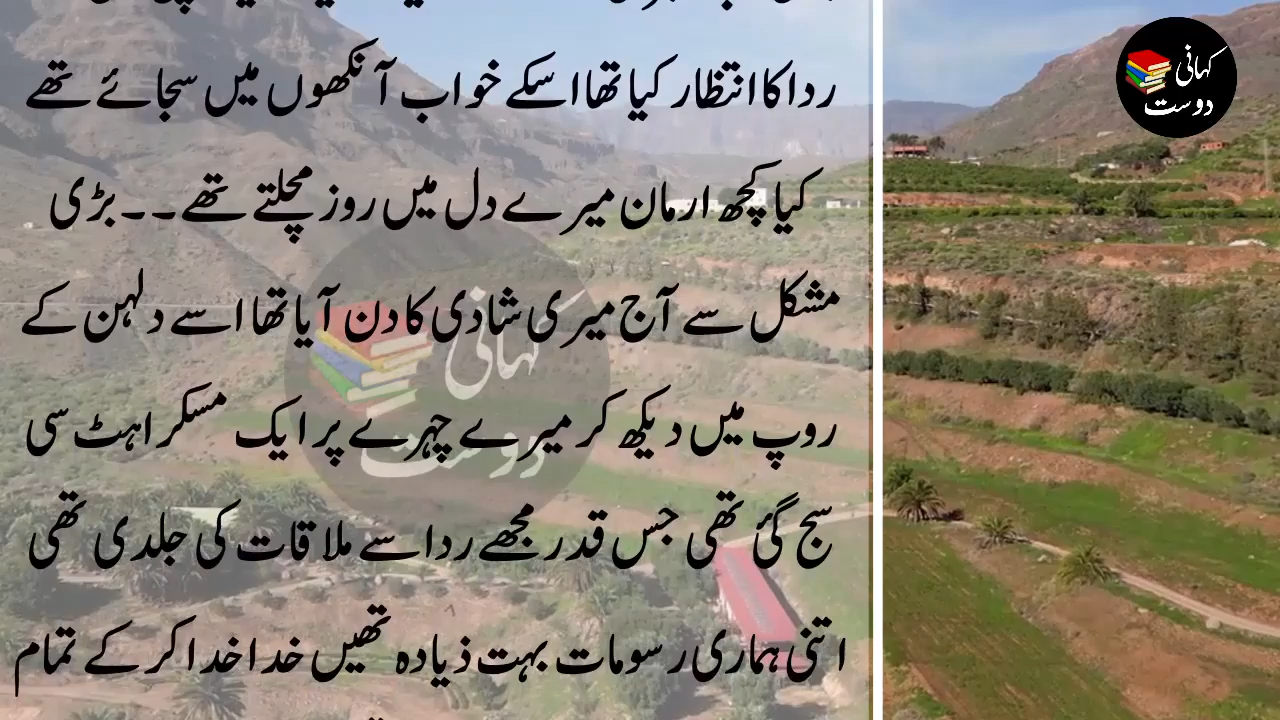 ردا کا انتظار کیا تھا اسکے خواب آنکھوں میں سجائے تھے
کیا کچھ ارمان میرے دل میں روز مچلتے تھے ۔۔ بڑی
مشکل سے آج میری شادی کا دن آیا تھا اسے دلہن کے
روپ میں دیکھ کر میرے چہرے پر ایک مسکراہٹ سی
سج گئی تھی جس قدر مجھے ردا سے ملاقات کی جلدی تھی
اتنی ہماری رسومات بہت ذیادہ تھیں خدا خدا کر کے تمام
کہانی
دوست
کہانی
دوست